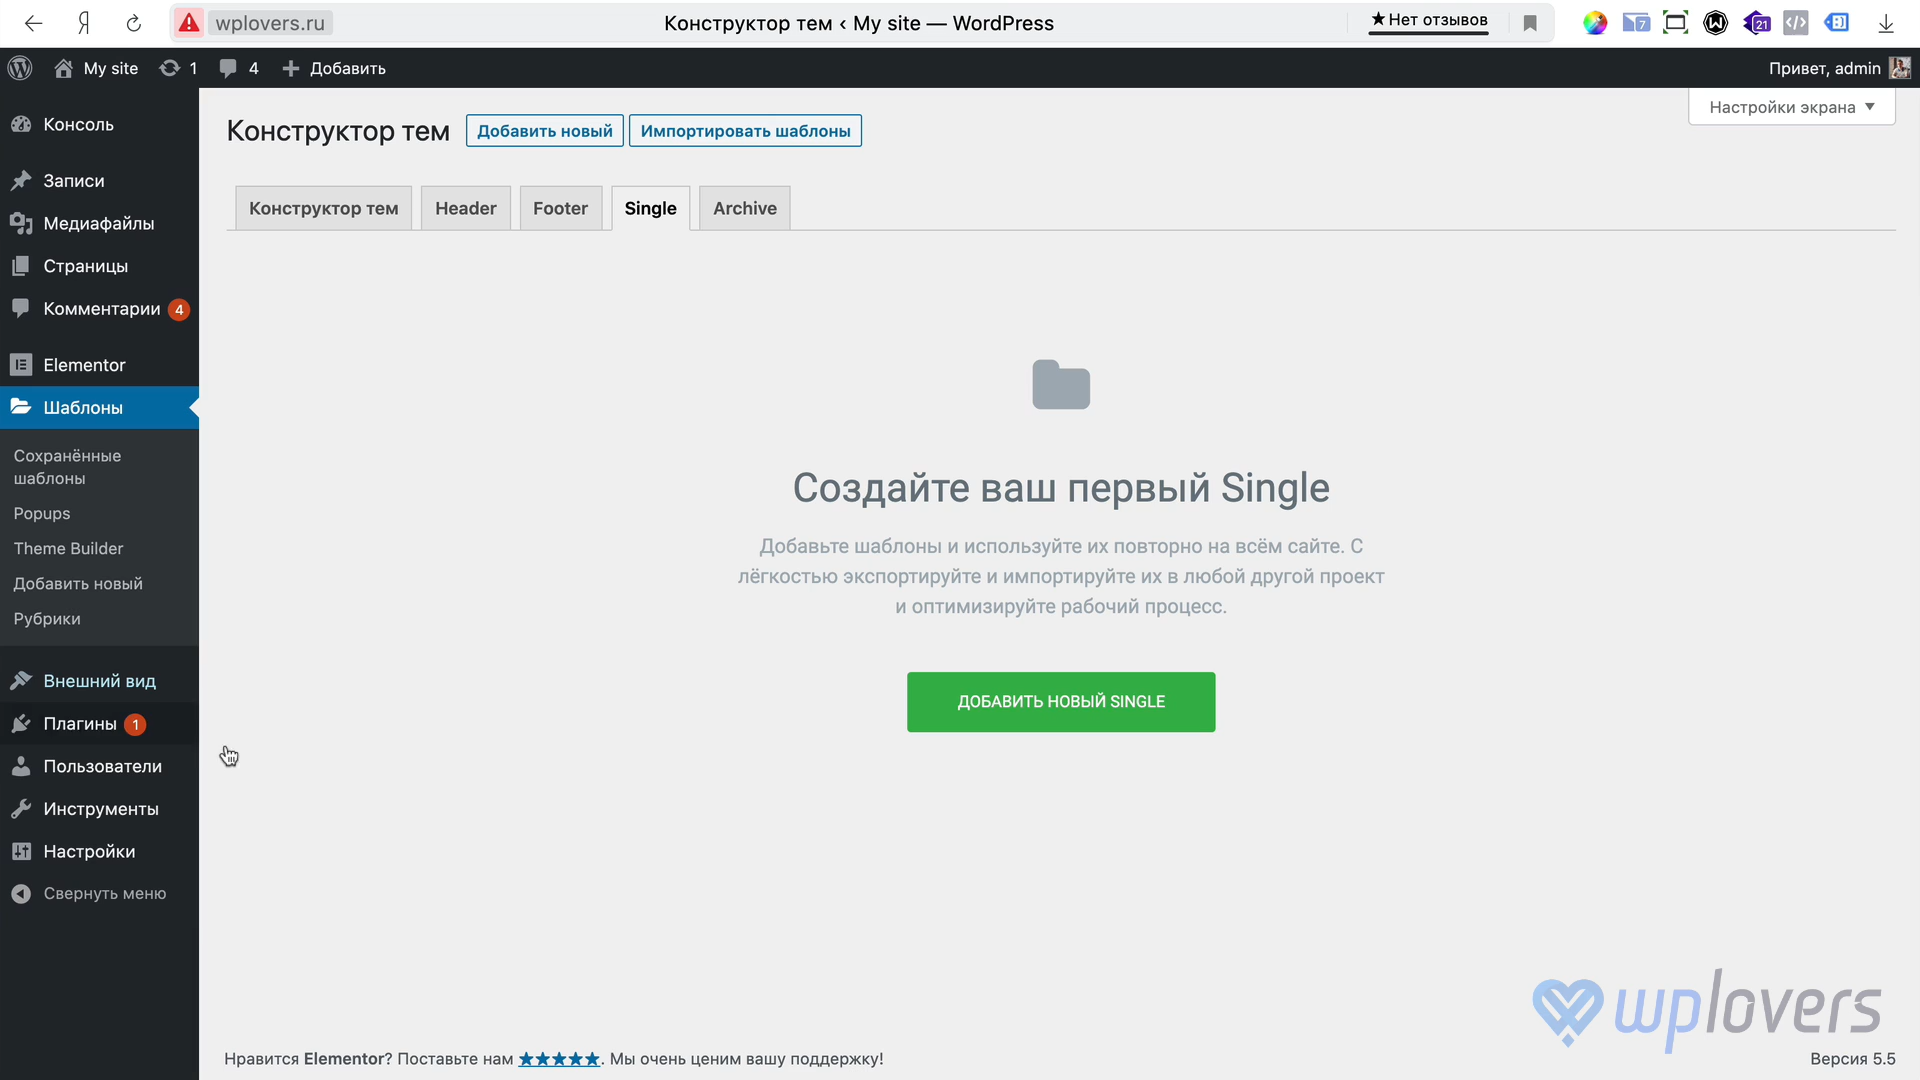 wplovers.ru
Конструктор тем ‹ My site — WordPress
★Нет отзывов
7
21
My site
1
4
Добавить
Привет, admin
Настройки экрана ▼
Консоль
Записи
Медиафайлы
Страницы
Комментарии 4
Elementor
Шаблоны
Сохранённые
шаблоны
Popups
Theme Builder
Добавить новый
Рубрики
Внешний вид
Плагины 1
Пользователи
Инструменты
Настройки
Свернуть меню
Конструктор тем
Добавить новый
Импортировать шаблоны
Конструктор тем
Header
Footer
Single
Archive
Создайте ваш первый Single
Добавьте шаблоны и используйте их повторно на всём сайте. С
лёгкостью экспортируйте и импортируйте их в любой другой проект
и оптимизируйте рабочий процесс.
ДОБАВИТЬ НОВЫЙ SINGLE
wplovers
Нравится Elementor? Поставьте нам ★★★★★. Мы очень ценим вашу поддержку!
Версия 5.5